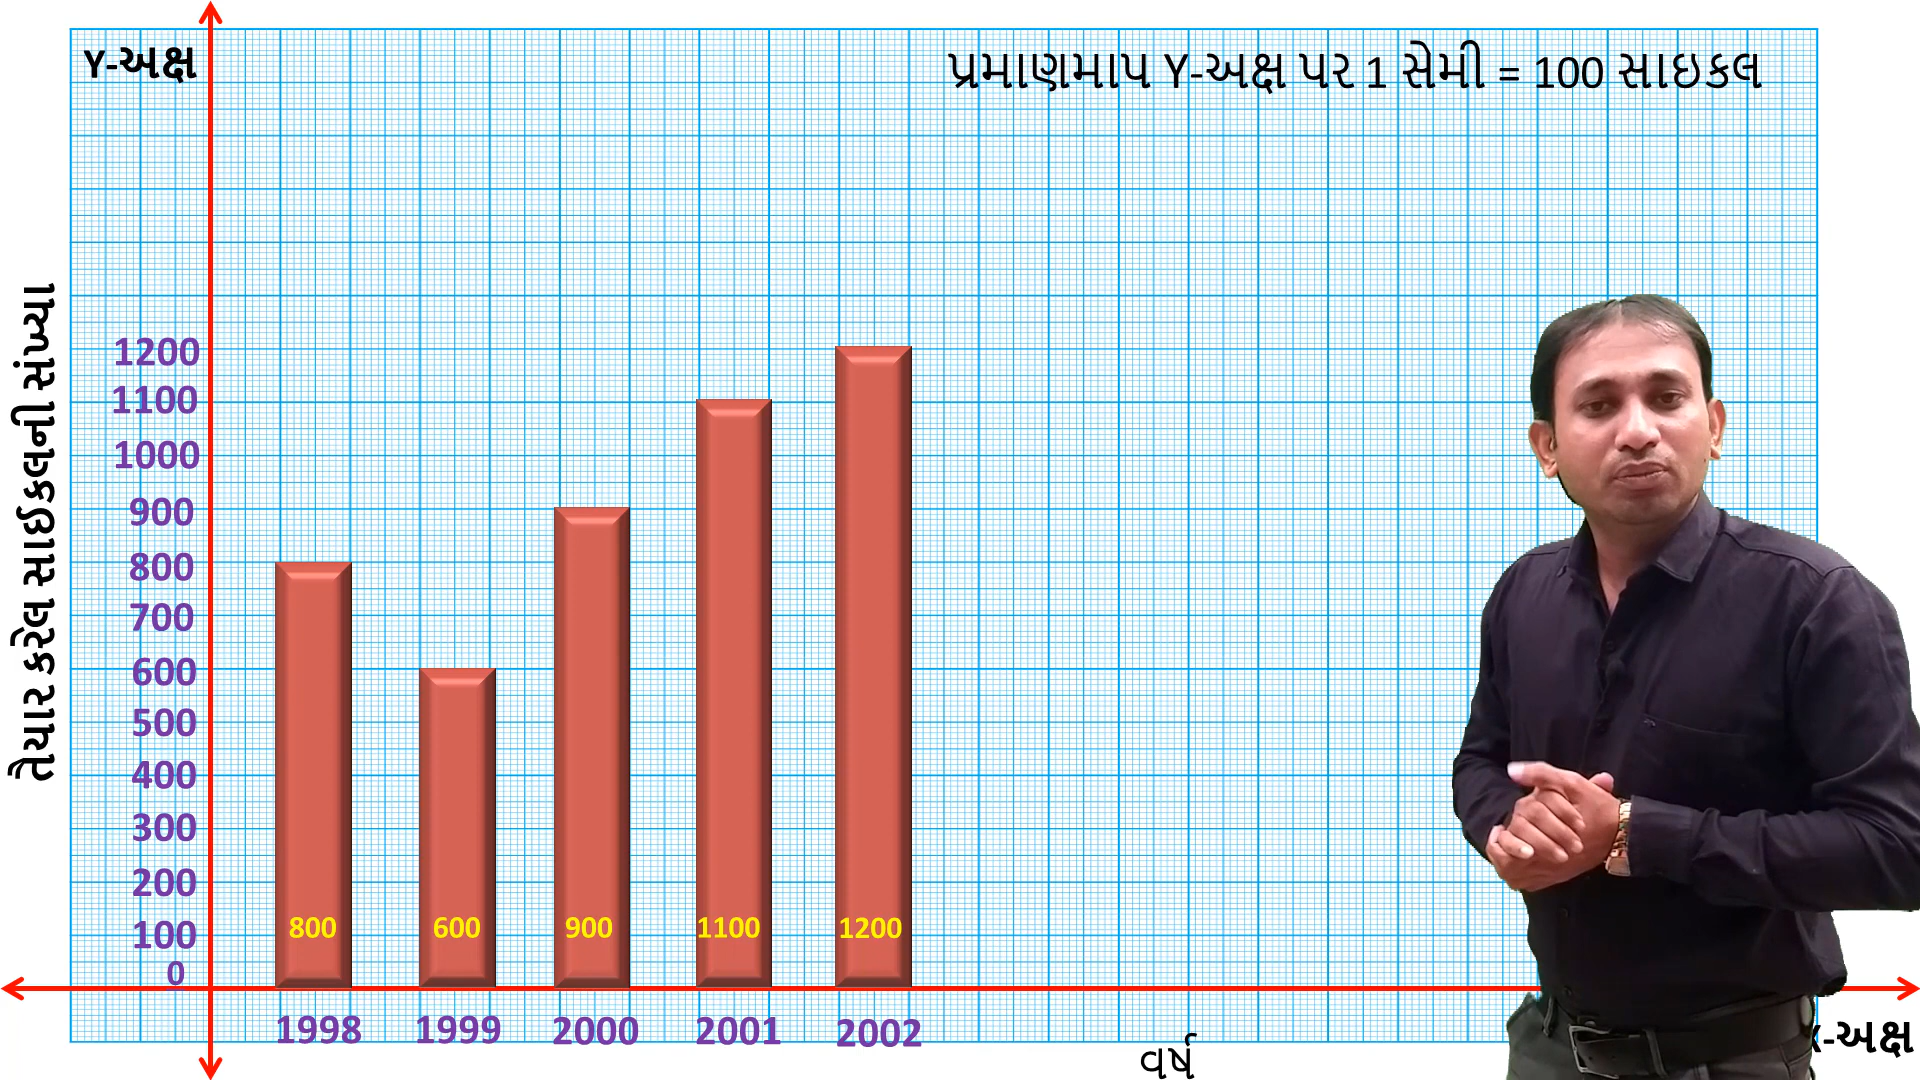 Y-અક્ષ
પ્રમાણમાપ Y-અક્ષ પર 1 સેમી = 100 સાઇકલ
તૈયાર કરેલ સાઇકલની સંખ્યા
1200
1100
1000
900
800
700
600
500
400
300
200
100
0
800 600 900 1100 1200
1998 1999 2000 2001 2002
વર્ષ
X-અક્ષ